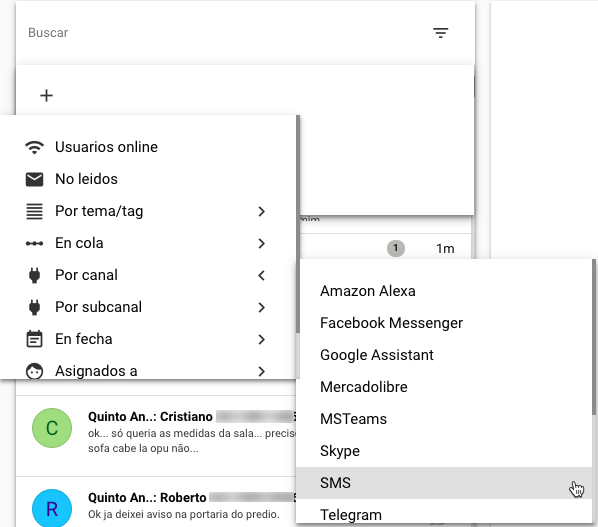 Buscar
Usuarios online
No leidos
Por tema/tag
mim
En cola
1
1m
Por canal
Por subcanal
En fecha
Asignados a
Amazon Alexa
Facebook Messenger
Google Assistant
Mercadolibre
MSTeams
Skype
SMS
Telegram
C
Quinto An..: Cristiano
ok... só queria as medidas da sala... precis
sofa cabe la opu não...
R
Quinto An..: Roberto
Ok ja deixei aviso na portaria do predio.